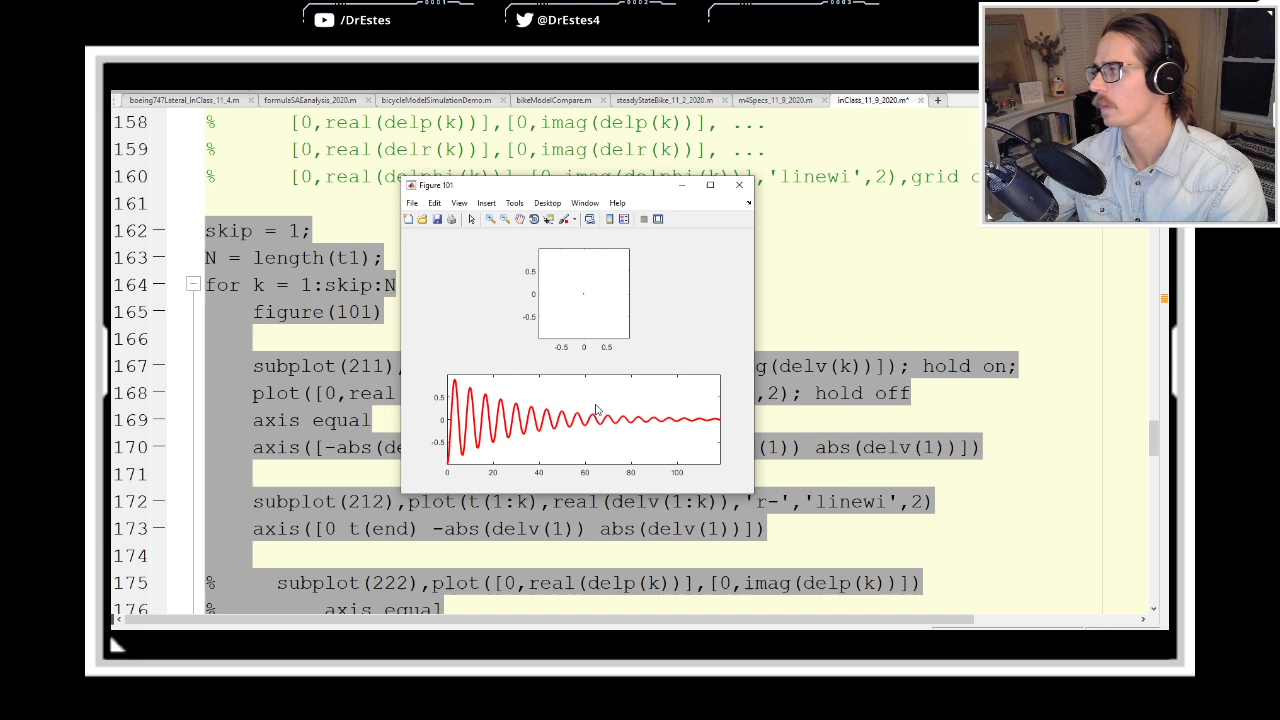 0001
0002
0003
/DrEstes
@DrEstes4
boeing747Lateral_inClass_11_4.m
formulaSAEanalysis_2020.m
bicycleModelSimulationDemo.m
bikeModelCompare.m
steadyStateBike_11_2_2020.m
m4Specs_11_9_2020.m
inClass_11_9_2020.m*
158 % [0,real(delp(k))],[0,imag(delp(k))], ...
159 % [0,real(delr(k))],[0,imag(delr(k))], ...
160 % 'linewi',2),grid
161
162 skip = 1;
163 N = length(t1);
164 for k = 1:skip:N
165 figure(101)
166
167 subplot(211), g(delv(k))]); hold on;
168 plot([0,real ,2); hold off
169 axis equal
170 axis([-abs(de (1)) abs(delv(1))])
171
172 subplot(212),plot(t(1:k),real(delv(1:k)),'r-','linewi',2)
173 axis([0 t(end) -abs(delv(1)) abs(delv(1))])
174
175 % subplot(222),plot([0,real(delp(k))],[0,imag(delp(k))])
176 % axis equal
Figure 101
File Edit View Insert Tools Desktop Window Help
0.5
0
-0.5
-0.5 0 0.5
0.5
0
-0.5
0 20 40 60 80 100